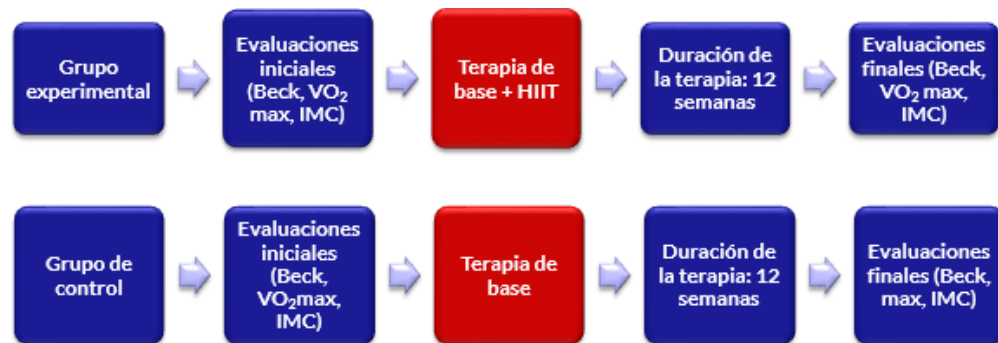 Grupo
experimental
Evaluaciones
iniciales
(Beck, VO₂
max, IMC)
Terapia de
base + HIIT
Duración de
la terapia: 12
semanas
Evaluaciones
finales (Beck,
VO₂ max,
IMC)
Grupo de
control
Evaluaciones
iniciales
(Beck,
VO₂max,
IMC)
Terapia de
base
Duración de
la terapia: 12
semanas
Evaluaciones
finales (Beck,
max, IMC)